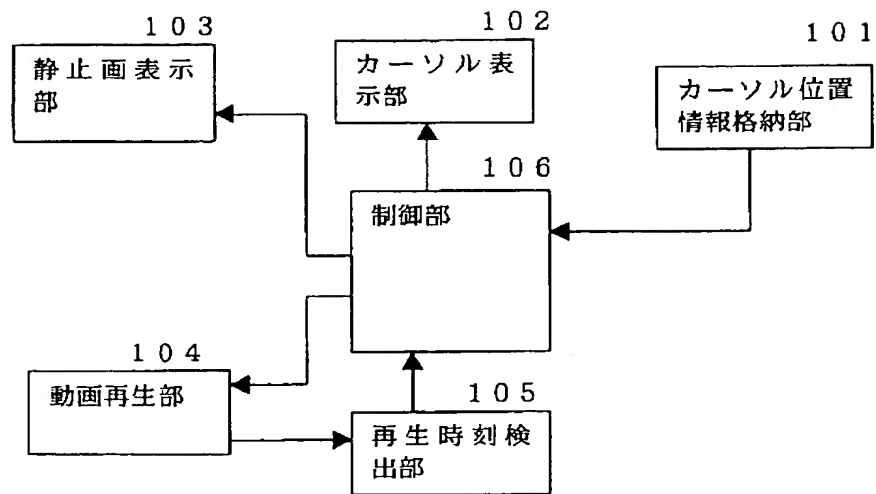 103
静止画表示
部
102
カーソル表
示部
101
カーソル位置
情報格納部
106
制御部
104
動画再生部
105
再生時刻検
出部